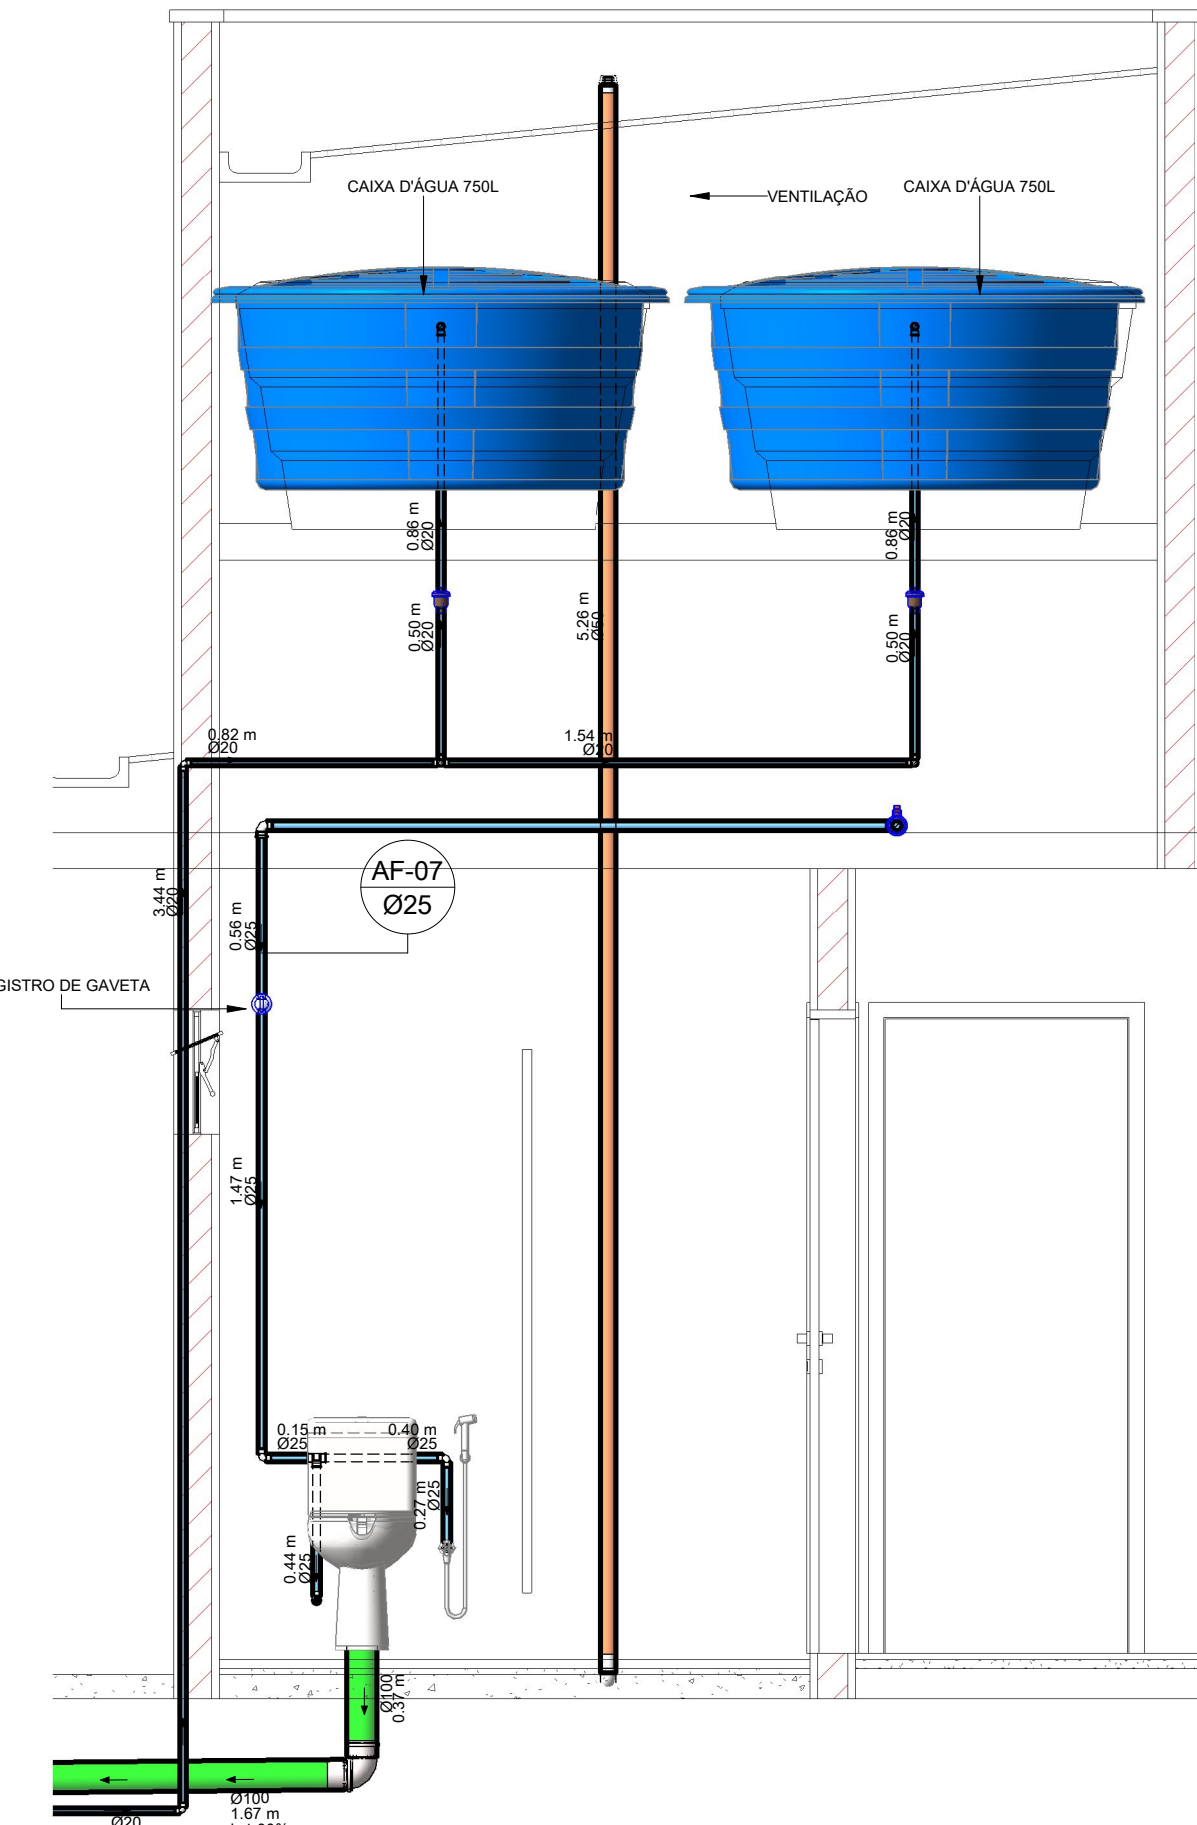 CAIXA D'ÁGUA 750L
VENTILAÇÃO
CAIXA D'ÁGUA 750L
0.86 m
Ø20
0.86 m
Ø20
0.50 m
Ø20
5.26 m
Ø50
0.50 m
Ø20
0.82 m
Ø20
1.54 m
Ø20
3.44 m
Ø20
AF-07
Ø25
0.56 m
Ø25
GISTRO DE GAVETA
1.47 m
Ø25
0.15 m
Ø25
0.40 m
Ø25
0.27 m
Ø25
0.44 m
Ø25
Ø100
0.37 m
Ø100
1.67 m
Ø20